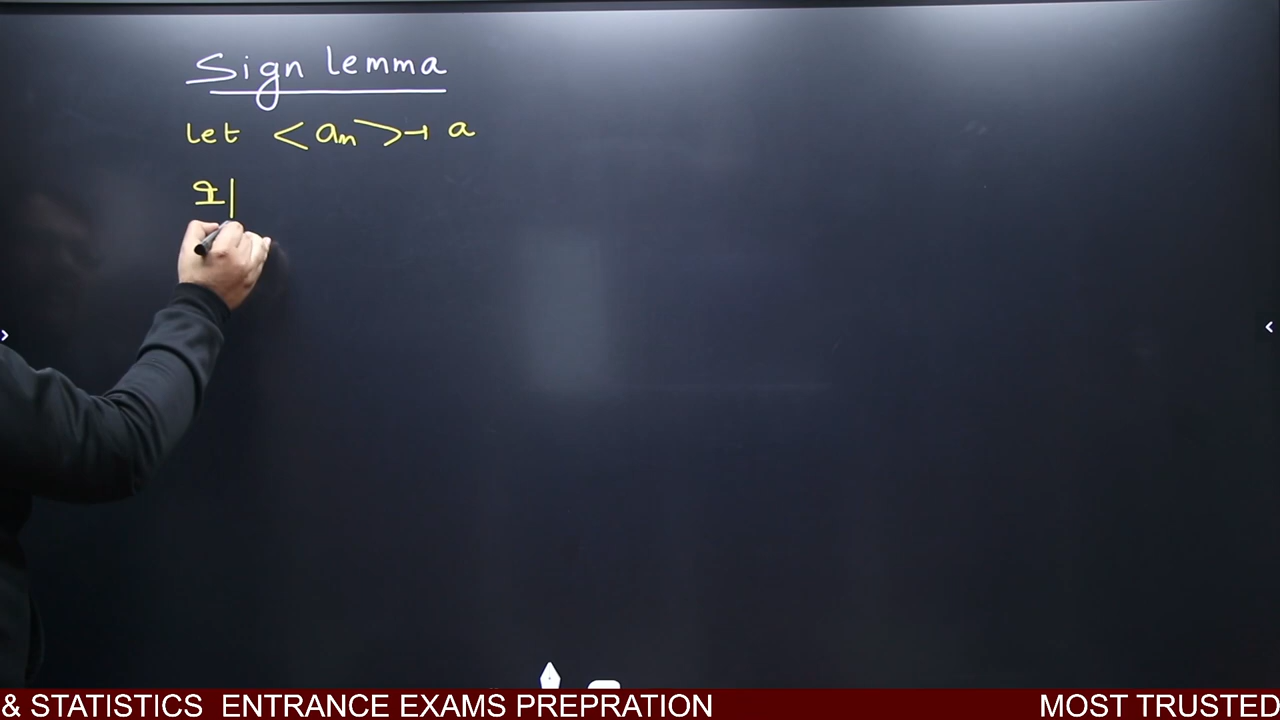 Sign lemma
let <an> → a
If
& STATISTICS ENTRANCE EXAMS PREPRATION MOST TRUSTED